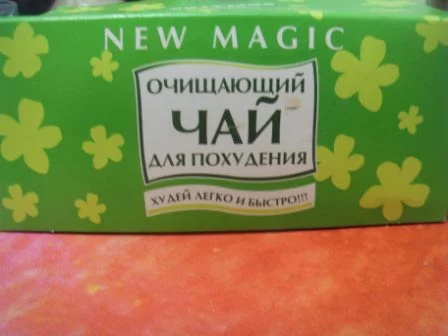 NEW MAGIC
ОЧИЩАЮЩИЙ
ЧАЙ
ДЛЯ ПОХУДЕНИЯ
ХУДЕЙ ЛЕГКО И БЫСТРО!!!